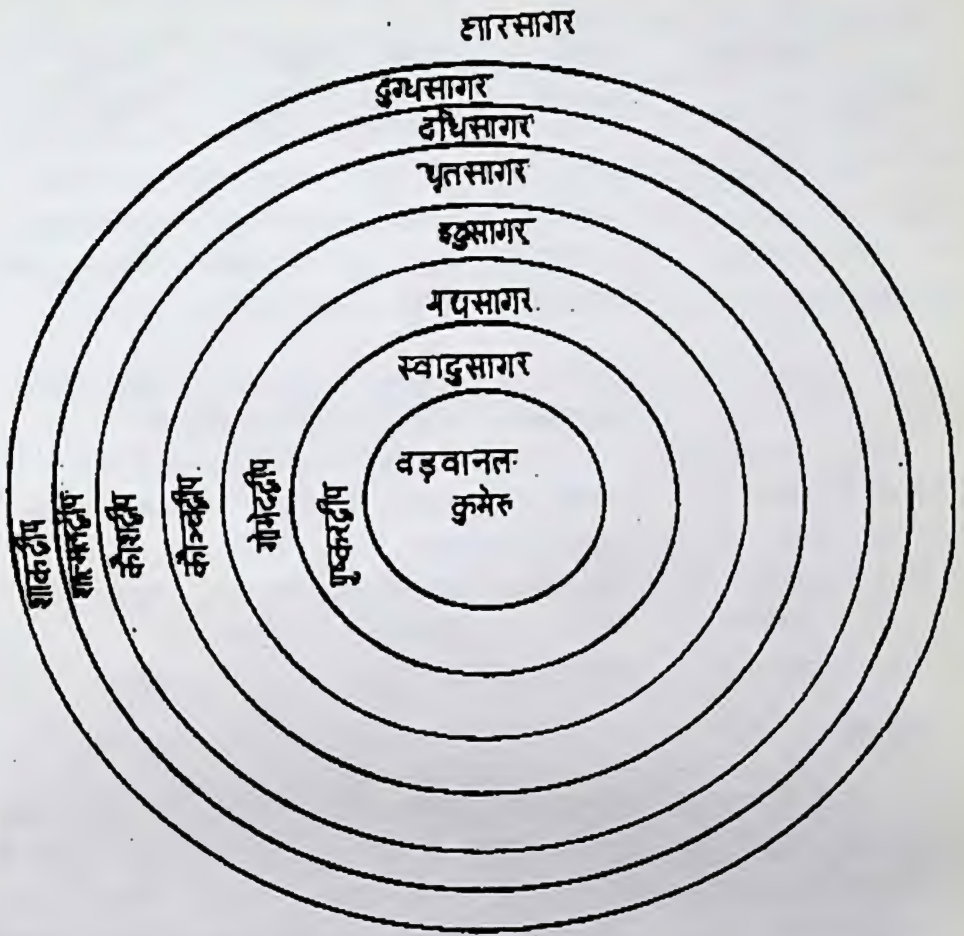 क्षारसागर
दुग्धसागर
दधिसागर
घृतसागर
इक्षुसागर
मद्यसागर
स्वादुसागर
वड़वानल
कुमेरु
शाकद्वीप
शाल्मलद्वीप
कौशद्वीप
क्रौञ्चद्वीप
गोमेदद्वीप
पुष्करद्वीप